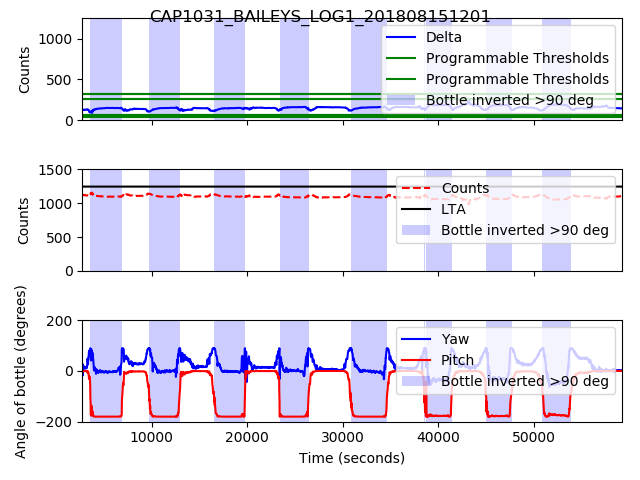 CAP1031_BAILEYS_LOG1_201808151201
Counts
1000
500
0
Delta
Programmable Thresholds
Programmable Thresholds
Bottle inverted >90 deg
Counts
1500
1000
500
0
Counts
LTA
Bottle inverted >90 deg
Angle of bottle (degrees)
200
0
−200
Yaw
Pitch
Bottle inverted >90 deg
10000 20000 30000 40000 50000
Time (seconds)